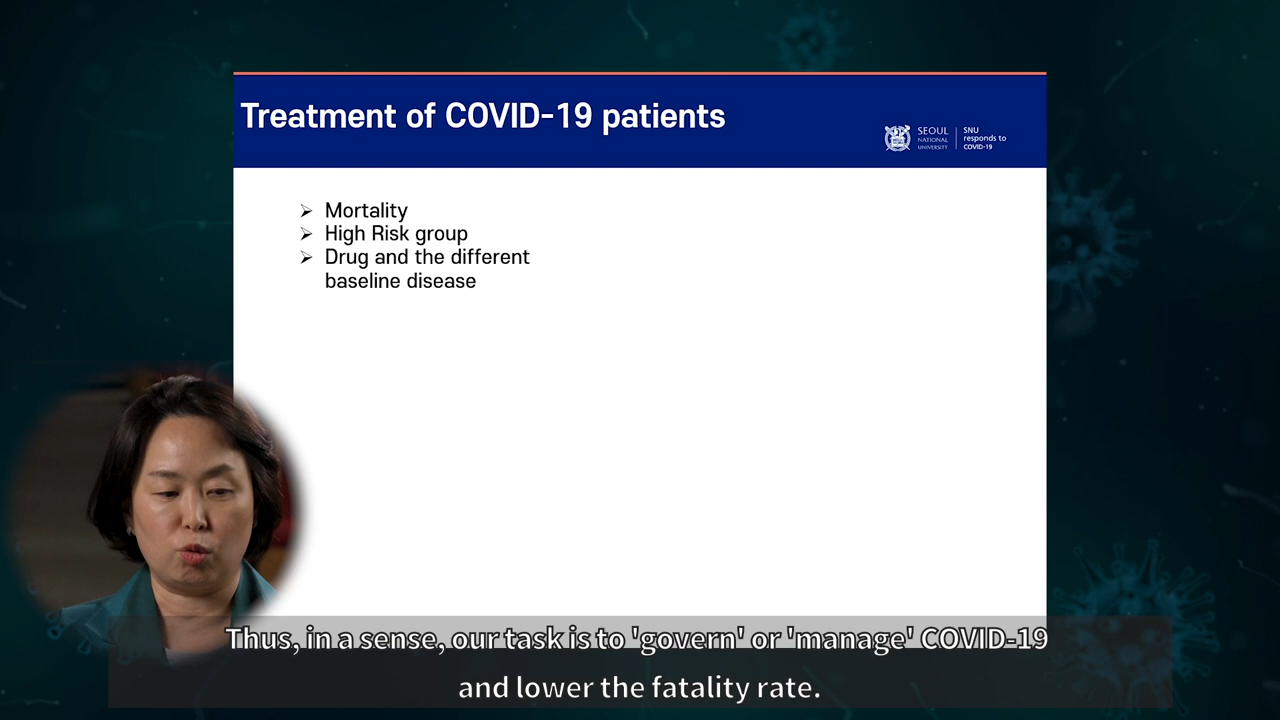 Treatment of COVID-19 patients
SEOUL
NATIONAL
UNIVERSITY
SNU
responds to
COVID-19
➢ Mortality
➢ High Risk group
➢ Drug and the different
baseline disease
Thus, in a sense, our task is to 'govern' or 'manage' COVID-19
and lower the fatality rate.